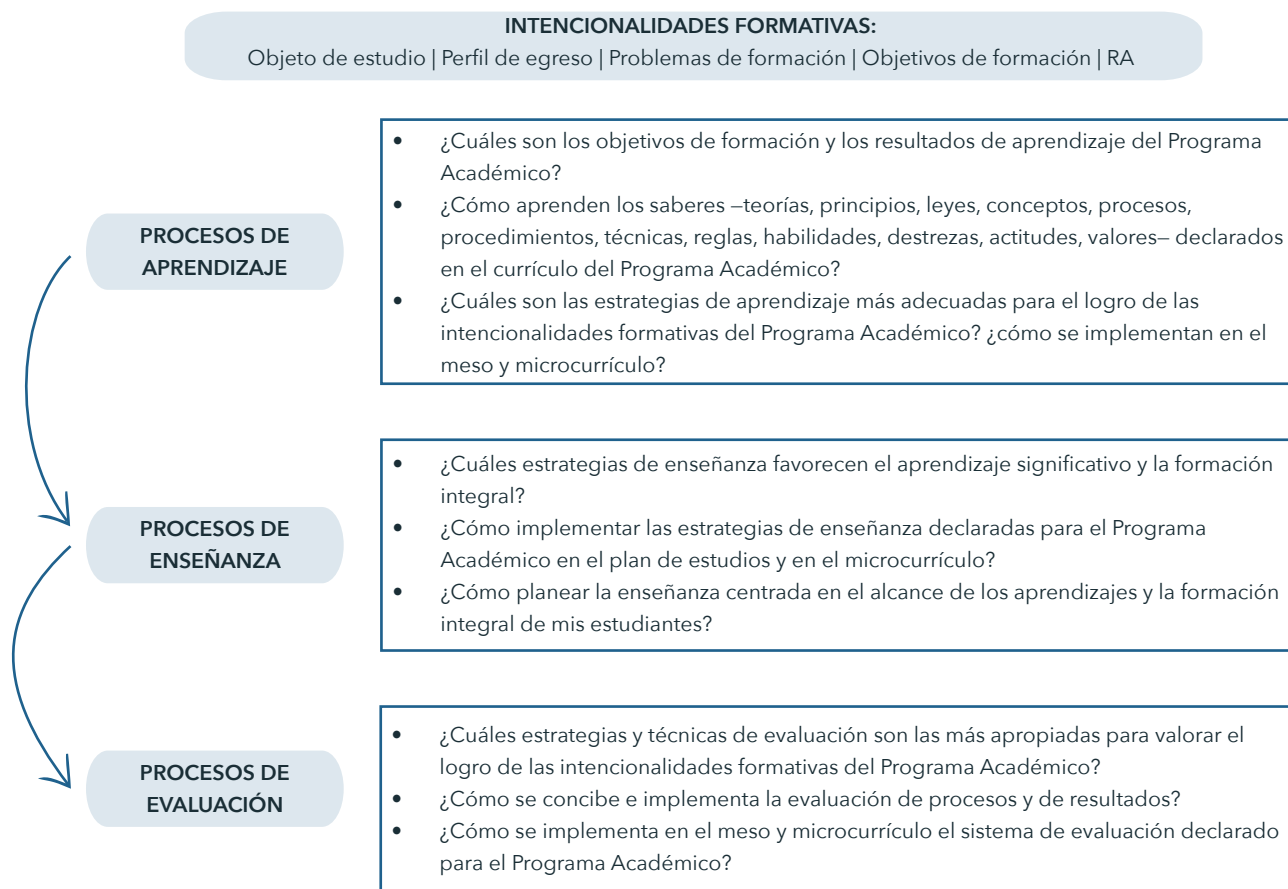 INTENCIONALIDADES FORMATIVAS:
Objeto de estudio | Perfil de egreso | Problemas de formación | Objetivos de formación | RA
PROCESOS DE
APRENDIZAJE
• ¿Cuáles son los objetivos de formación y los resultados de aprendizaje del Programa
Académico?
• ¿Cómo aprenden los saberes —teorías, principios, leyes, conceptos, procesos,
procedimientos, técnicas, reglas, habilidades, destrezas, actitudes, valores— declarados
en el currículo del Programa Académico?
• ¿Cuáles son las estrategias de aprendizaje más adecuadas para el logro de las
intencionalidades formativas del Programa Académico? ¿cómo se implementan en el
meso y microcurrículo?
PROCESOS DE
ENSEÑANZA
• ¿Cuáles estrategias de enseñanza favorecen el aprendizaje significativo y la formación
integral?
• ¿Cómo implementar las estrategias de enseñanza declaradas para el Programa
Académico en el plan de estudios y en el microcurrículo?
• ¿Cómo planear la enseñanza centrada en el alcance de los aprendizajes y la formación
integral de mis estudiantes?
PROCESOS DE
EVALUACIÓN
• ¿Cuáles estrategias y técnicas de evaluación son las más apropiadas para valorar el
logro de las intencionalidades formativas del Programa Académico?
• ¿Cómo se concibe e implementa la evaluación de procesos y de resultados?
• ¿Cómo se implementa en el meso y microcurrículo el sistema de evaluación declarado
para el Programa Académico?